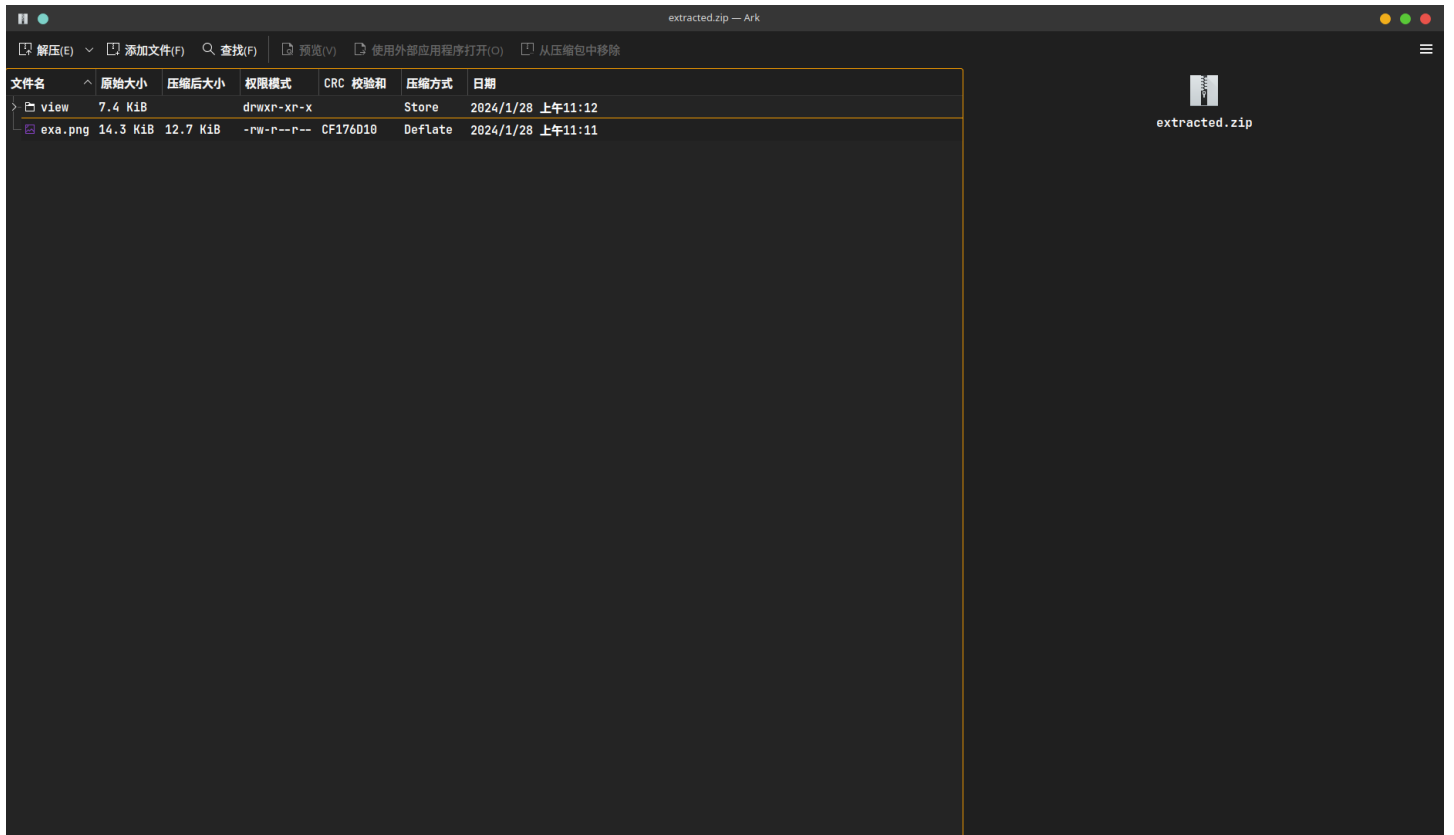 extracted.zip — Ark
解压(E) 添加文件(F) 查找(F) 预览(V) 使用外部应用程序打开(O) 从压缩包中移除
文件名 原始大小 压缩后大小 权限模式 CRC 校验和 压缩方式 日期
view 7.4 KiB drwxr-xr-x Store 2024/1/28 上午11:12
exa.png 14.3 KiB 12.7 KiB -rw-r--r-- CF176D10 Deflate 2024/1/28 上午11:11
extracted.zip